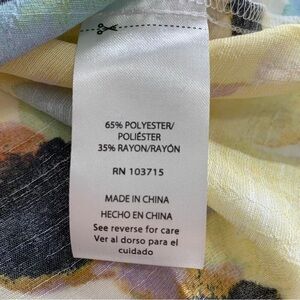 65% POLYESTER/
POLIÉSTER
35% RAYON/RAYÓN
RN 103715
MADE IN CHINA
HECHO EN CHINA
See reverse for care
Ver al dorso para el
cuidado